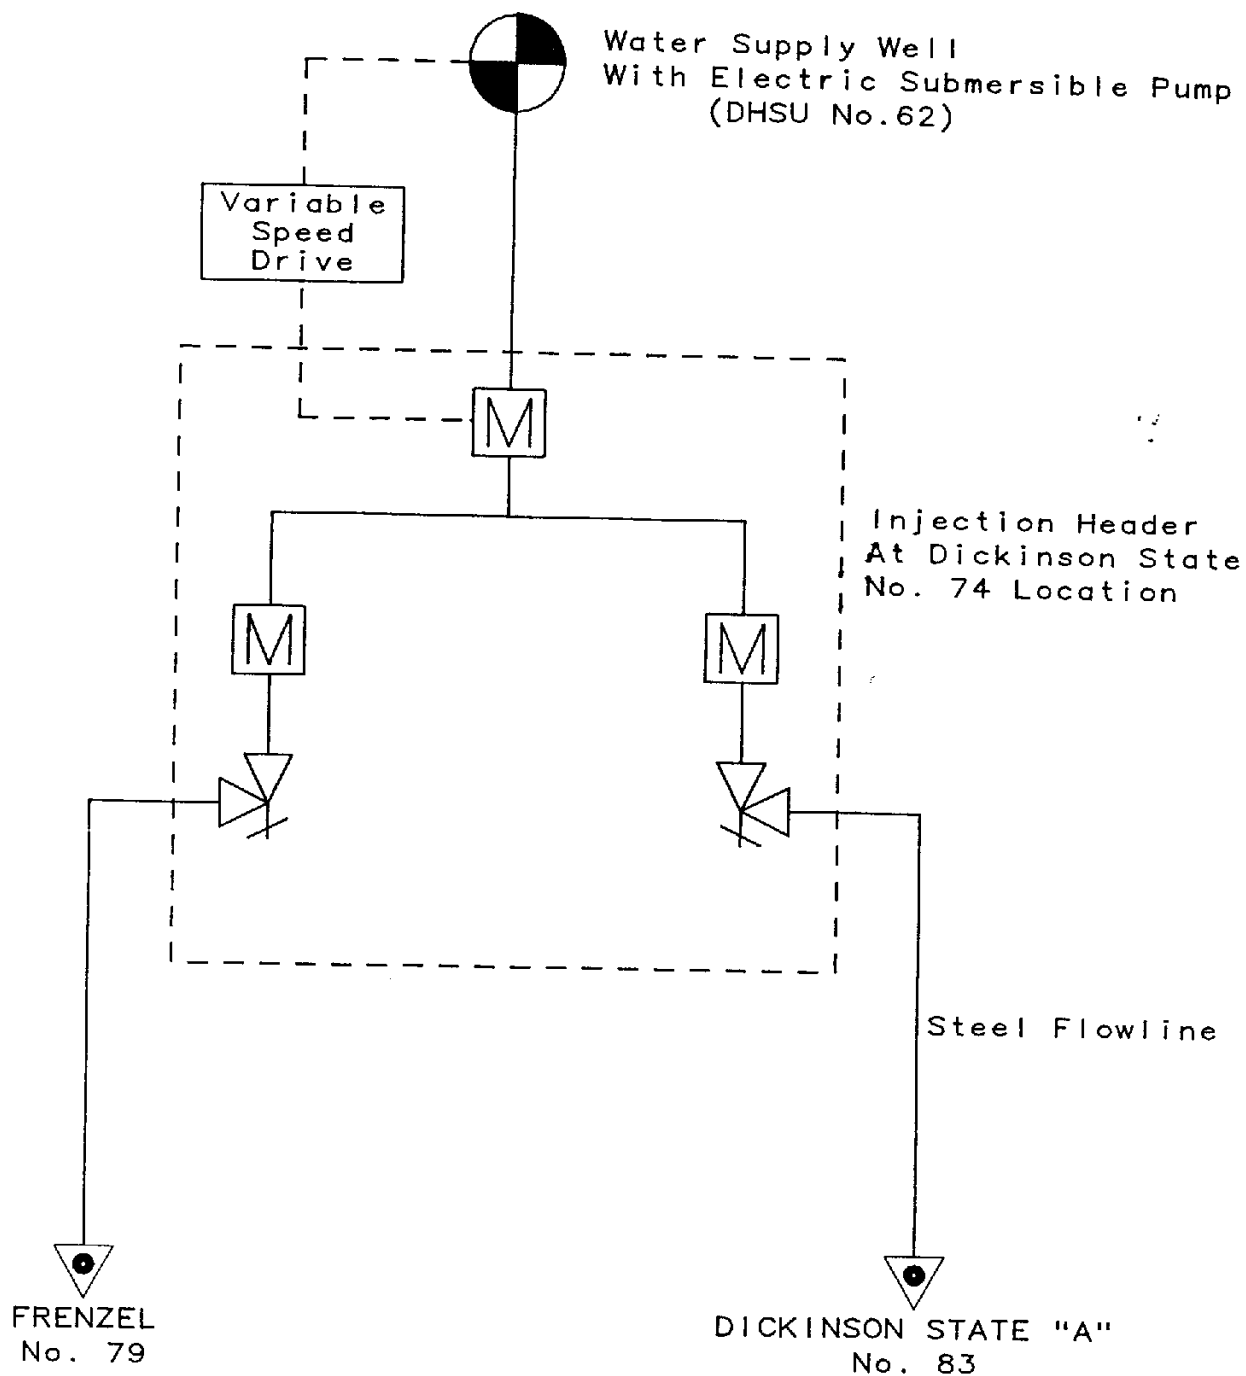 Water Supply Well
With Electric Submersible Pump
(DHSU No.62)
Variable
Speed
Drive
M
Injection Header
At Dickinson State
No. 74 Location
M
M
Steel Flowline
FRENZEL
No. 79
DICKINSON STATE "A"
No. 83